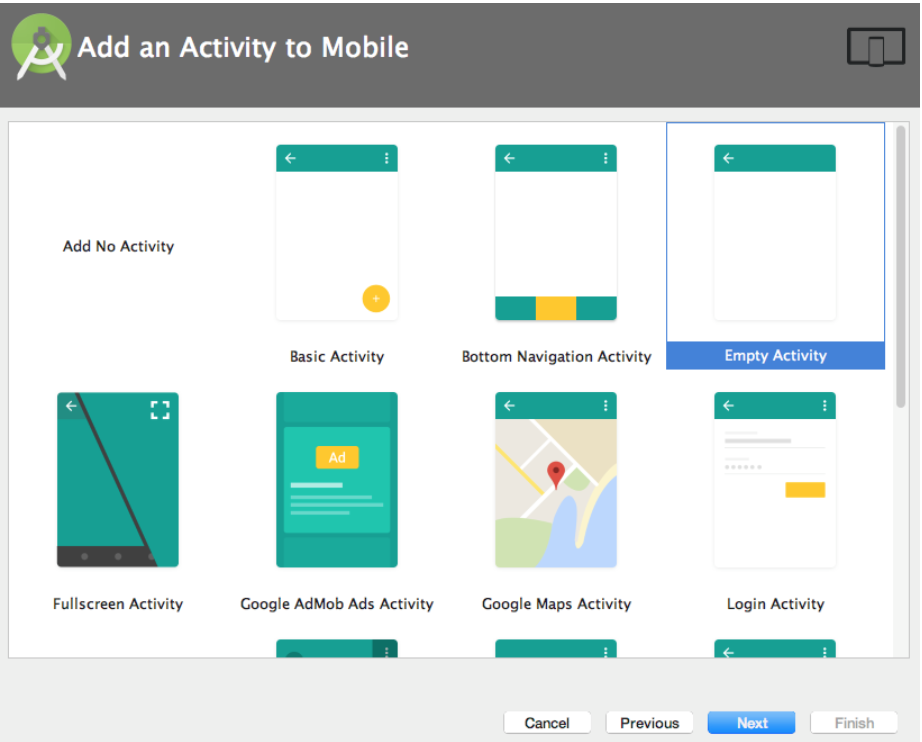 Add an Activity to Mobile
Add No Activity
Basic Activity
Bottom Navigation Activity
Empty Activity
Ad
Fullscreen Activity
Google AdMob Ads Activity
Google Maps Activity
Login Activity
Cancel
Previous
Next
Finish